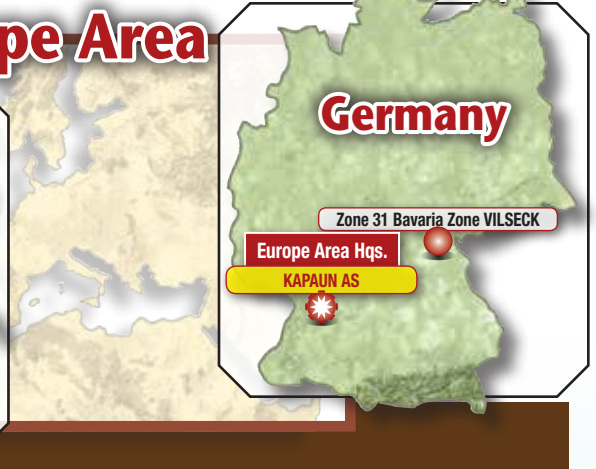 pe Area
Germany
Zone 31 Bavaria Zone VILSECK
Europe Area Hqs.
KAPAUN AS